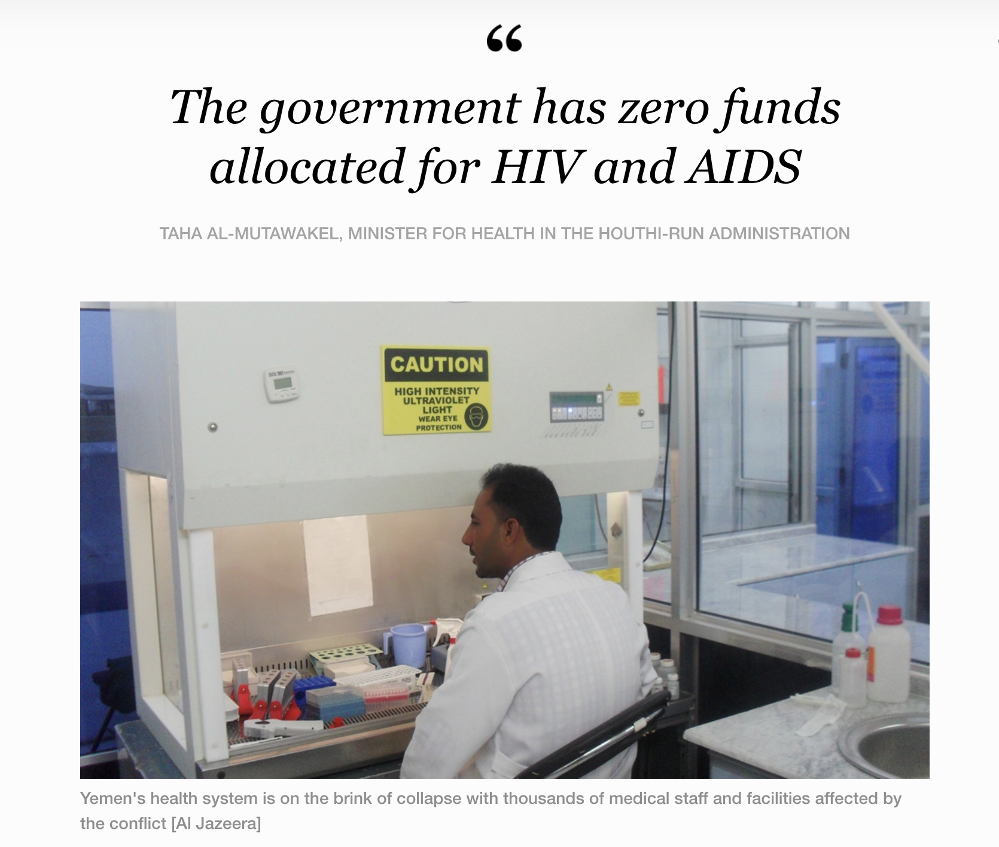 “
The government has zero funds
allocated for HIV and AIDS
TAHA AL-MUTAWAKEL, MINISTER FOR HEALTH IN THE HOUTHI-RUN ADMINISTRATION
DIGITAL TIMER
CAUTION
HIGH INTENSITY
ULTRAVIOLET
LIGHT
WEAR EYE
PROTECTION
Yemen's health system is on the brink of collapse with thousands of medical staff and facilities affected by
the conflict [Al Jazeera]